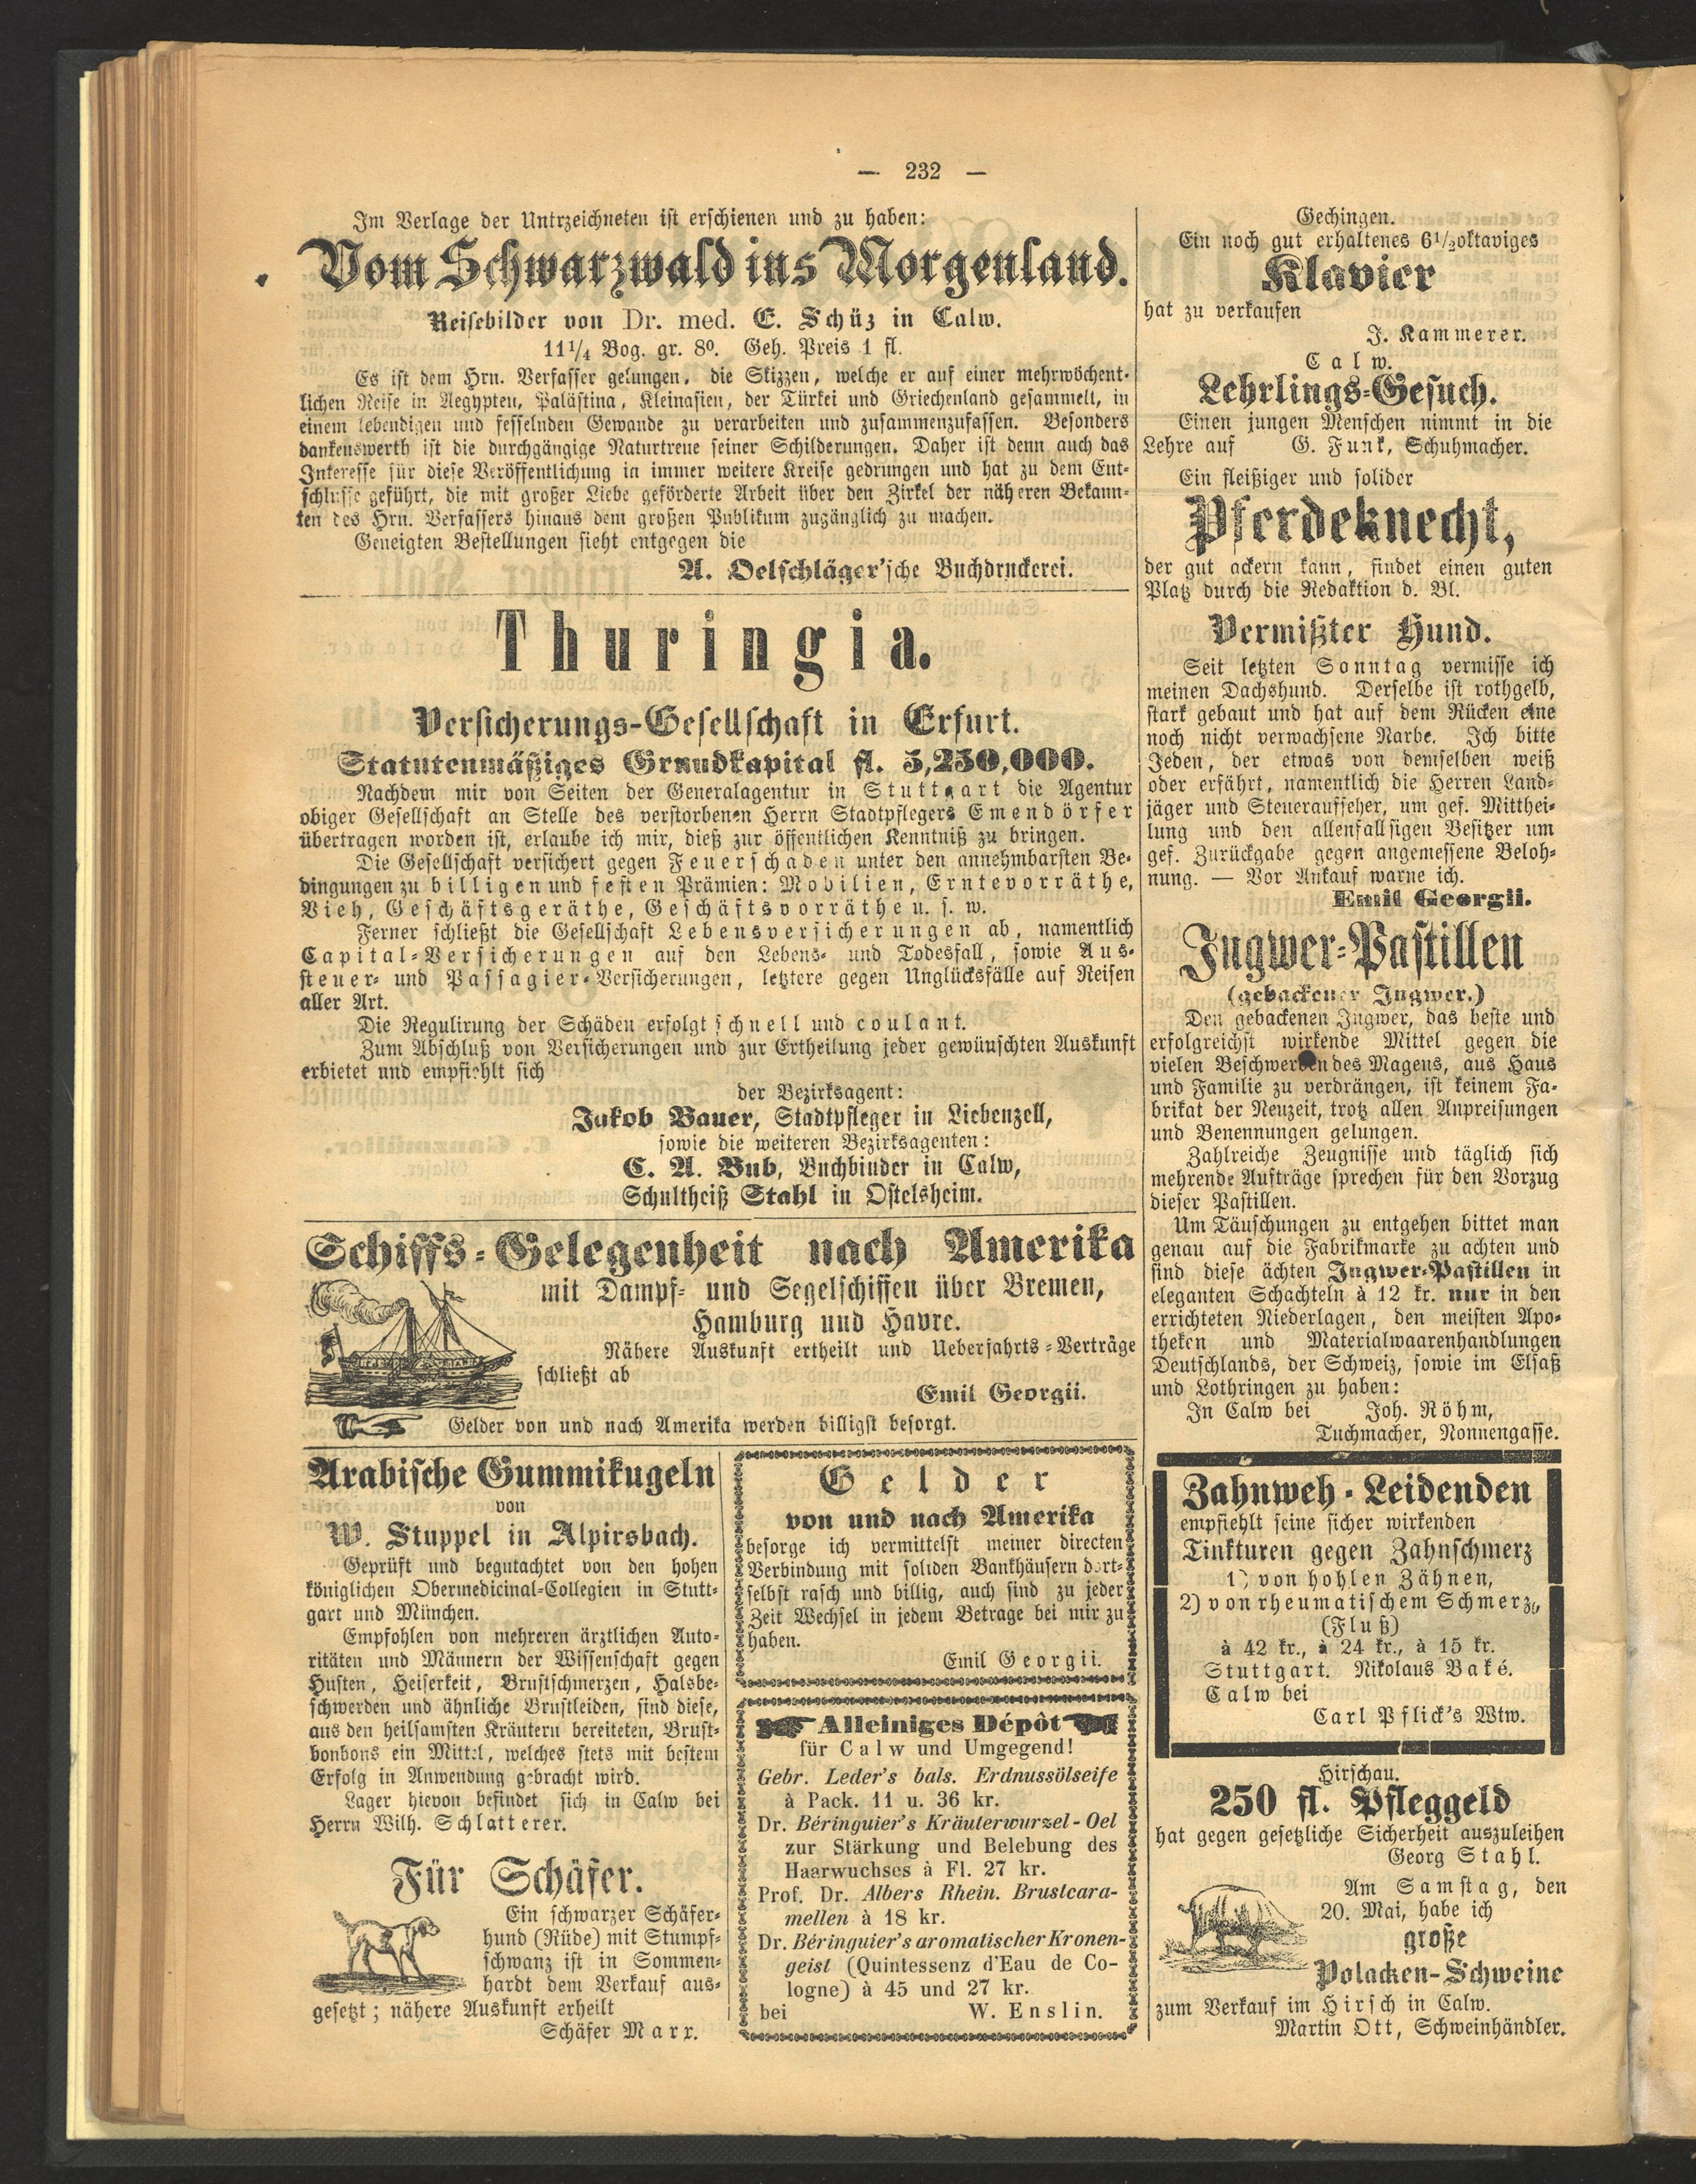 — 232 —
Im Verlage der Untrzeichneten ist erschienen und zu haben:
Vom Schwarzwald ins Morgenland.
Reisebilder von Dr. med. E. Schüz in Calw.
11¼ Bog. gr. 8°. Geh. Preis 1 fl.
Es ist dem Hrn. Verfasser gelungen, die Skizzen, welche er auf einer mehrwöchent-
lichen Reise in Aegypten, Palästina, Kleinasien, der Türkei und Griechenland gesammelt, in
einem lebendigen und fesselnden Gewande zu verarbeiten und zusammenzufassen. Besonders
dankenswerth ist die durchgängige Naturtreue seiner Schilderungen. Daher ist denn auch das
Interesse für diese Veröffentlichung in immer weitere Kreise gedrungen und hat zu dem Ent-
schlusse geführt, die mit großer Liebe geförderte Arbeit über den Zirkel der näheren Bekann-
ten des Hrn. Verfassers hinaus dem großen Publikum zugänglich zu machen.
Geneigten Bestellungen sieht entgegen die
A. Oelschläger'sche Buchdruckerei.
Thuringia.
Versicherungs-Gesellschaft in Erfurt.
Statutenmäßiges Grundkapital fl. 5,250,000.
Nachdem mir von Seiten der Generalagentur in Stuttgart die Agentur
obiger Gesellschaft an Stelle des verstorbenen Herrn Stadtpflegers Emendörfer
übertragen worden ist, erlaube ich mir, dieß zur öffentlichen Kenntniß zu bringen.
Die Gesellschaft versichert gegen Feuerschaden unter den annehmbarsten Be-
dingungen zu billigen und festen Prämien: Mobilien, Erntevorräthe,
Vieh, Geschäftsgeräthe, Geschäftsvorräthe u. s. w.
Ferner schließt die Gesellschaft Lebensversicherungen ab, namentlich
Capital-Versicherungen auf den Lebens- und Todesfall, sowie Aus-
steuer- und Passagier-Versicherungen, letztere gegen Unglücksfälle auf Reisen
aller Art.
Die Regulirung der Schäden erfolgt schnell und coulant.
Zum Abschluß von Versicherungen und zur Ertheilung jeder gewünschten Auskunft
erbietet und empfiehlt sich
der Bezirksagent:
Jakob Bauer, Stadtpfleger in Liebenzell,
sowie die weiteren Bezirksagenten:
C. A. Bub, Buchbinder in Calw,
Schultheiß Stahl in Ostelsheim.
Schiffs-Gelegenheit nach Amerika
mit Dampf- und Segelschiffen über Bremen,
Hamburg und Havre.
Nähere Auskunft ertheilt und Ueberfahrts-Verträge
schließt ab
Emil Georgii.
Gelder von und nach Amerika werden billigst besorgt.
Arabische Gummikugeln
von
W. Stuppel in Alpirsbach.
Geprüft und begutachtet von den hohen
königlichen Obermedicinal-Collegien in Stutt-
gart und München.
Empfohlen von mehreren ärztlichen Auto-
ritäten und Männern der Wissenschaft gegen
Husten, Heiserkeit, Brustschmerzen, Halsbe-
schwerden und ähnliche Brustleiden, sind diese,
aus den heilsamsten Kräutern bereiteten, Brust-
bonbons ein Mittel, welches stets mit bestem
Erfolg in Anwendung gebracht wird.
Lager hievon befindet sich in Calw bei
Herrn Wilh. Schlatterer.
Für Schäfer.
Ein schwarzer Schäfer-
hund (Rüde) mit Stumpf-
schwanz ist in Sommen-
hardt dem Verkauf aus-
gesetzt; nähere Auskunft erheilt
Schäfer Marx.
Gelder
von und nach Amerika
besorge ich vermittelst meiner directen
Verbindung mit soliden Bankhäusern dort-
selbst rasch und billig, auch sind zu jeder
Zeit Wechsel in jedem Betrage bei mir zu
haben.
Emil Georgii.
Alleiniges Dépôt
für Calw und Umgegend!
Gebr. Leder's bals. Erdnussölseife
à Pack. 11 u. 36 kr.
Dr. Béringuier's Kräuterwurzel-Oel
zur Stärkung und Belebung des
Haarwuchses à Fl. 27 kr.
Prof. Dr. Albers Rhein. Brustcara-
mellen à 18 kr.
Dr. Béringuier's aromatischer Kronen-
geist (Quintessenz d'Eau de Co-
logne) à 45 und 27 kr.
bei W. Enslin.
Gechingen.
Ein noch gut erhaltenes 6½oktaviges
Klavier
hat zu verkaufen
J. Kammerer.
Calw.
Lehrlings-Gesuch.
Einen jungen Menschen nimmt in die
Lehre auf G. Funk, Schuhmacher.
Ein fleißiger und solider
Pferdeknecht,
der gut ackern kann, findet einen guten
Platz durch die Redaktion d. Bl.
Vermißter Hund.
Seit letzten Sonntag vermisse ich
meinen Dachshund. Derselbe ist rothgelb,
stark gebaut und hat auf dem Rücken eine
noch nicht verwachsene Narbe. Ich bitte
Jeden, der etwas von demselben weiß
oder erfährt, namentlich die Herren Land-
jäger und Steueraufseher, um gef. Mitthei-
lung und den allenfallsigen Besitzer um
gef. Zurückgabe gegen angemessene Beloh-
nung. — Vor Ankauf warne ich.
Emil Georgii.
Ingwer-Pastillen
(gebackener Ingwer.)
Den gebackenen Ingwer, das beste und
erfolgreichst wirkende Mittel gegen die
vielen Beschwerden des Magens, aus Haus
und Familie zu verdrängen, ist keinem Fa-
brikat der Neuzeit, trotz allen Anpreisungen
und Benennungen gelungen.
Zahlreiche Zeugnisse und täglich sich
mehrende Aufträge sprechen für den Vorzug
dieser Pastillen.
Um Täuschungen zu entgehen bittet man
genau auf die Fabrikmarke zu achten und
sind diese ächten Ingwer-Pastillen in
eleganten Schachteln à 12 kr. nur in den
errichteten Niederlagen, den meisten Apo-
theken und Materialwaarenhandlungen
Deutschlands, der Schweiz, sowie im Elsaß
und Lothringen zu haben:
In Calw bei Joh. Röhm,
Tuchmacher, Nonnengasse.
Zahnweh-Leidenden
empfiehlt seine sicher wirkenden
Tinkturen gegen Zahnschmerz
1) von hohlen Zähnen,
2) von rheumatischem Schmerz,
(Fluß)
à 42 kr., à 24 kr., à 15 kr.
Stuttgart. Nikolaus Baké.
Calw bei
Carl Pflick's Wtw.
Hirschau.
250 fl. Pfleggeld
hat gegen gesetzliche Sicherheit auszuleihen
Georg Stahl.
Am Samstag, den
20. Mai, habe ich
große
Polacken-Schweine
zum Verkauf im Hirsch in Calw.
Martin Ott, Schweinhändler.